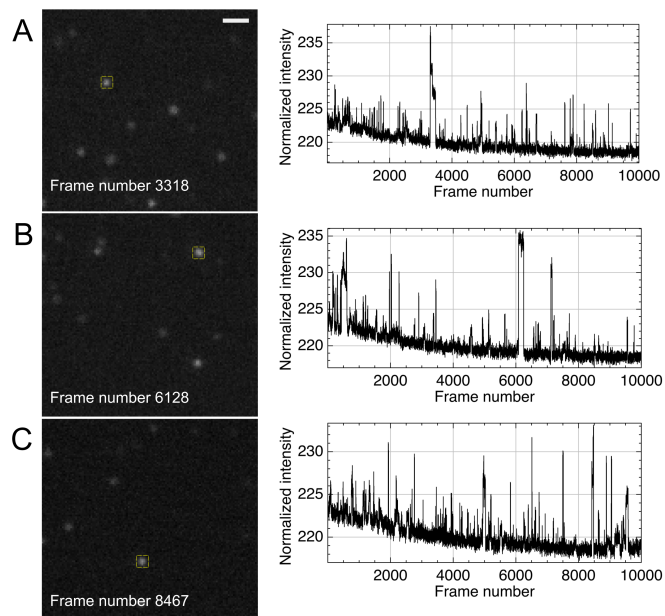 A
Frame number 3318
Normalized intensity
235
230
225
220
2000 4000 6000 8000 10000
Frame number
B
Frame number 6128
Normalized intensity
235
230
225
220
2000 4000 6000 8000 10000
Frame number
C
Frame number 8467
Normalized intensity
230
225
220
2000 4000 6000 8000 10000
Frame number